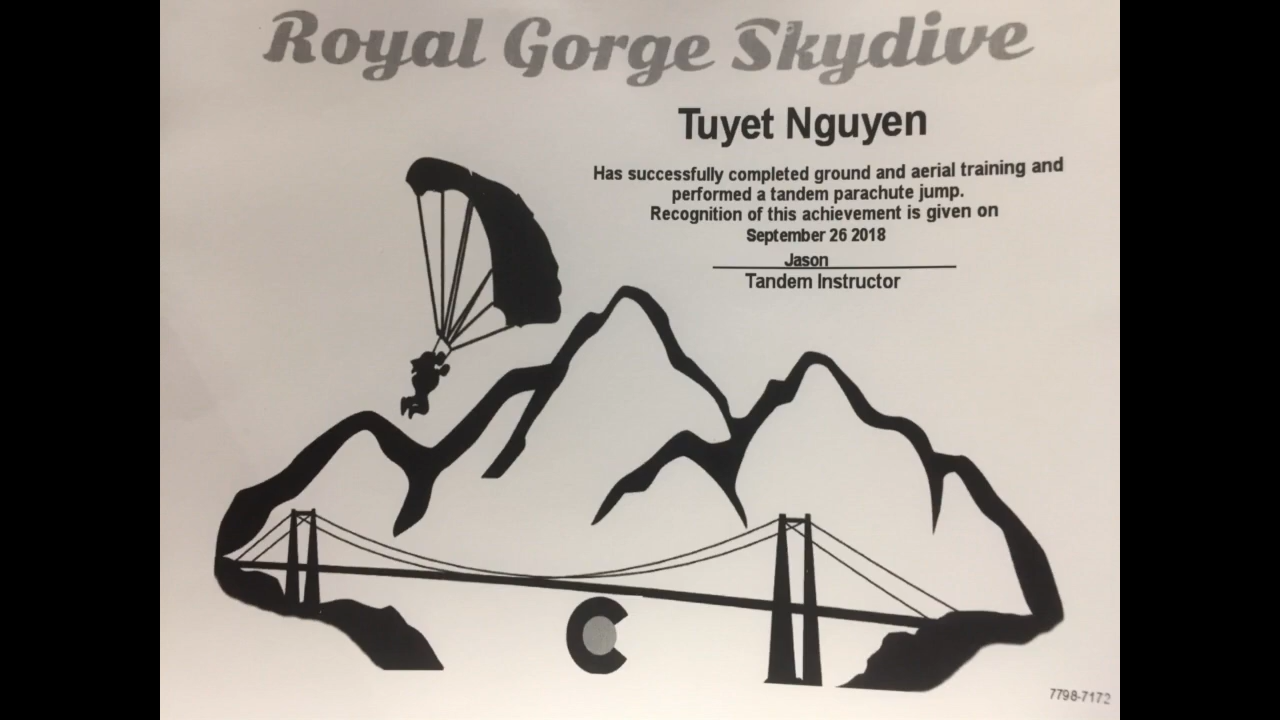 Royal Gorge Skydive
Tuyet Nguyen
Has successfully completed ground and aerial training and
performed a tandem parachute jump.
Recognition of this achievement is given on
September 26 2018
Jason
Tandem Instructor
C
7798-7172